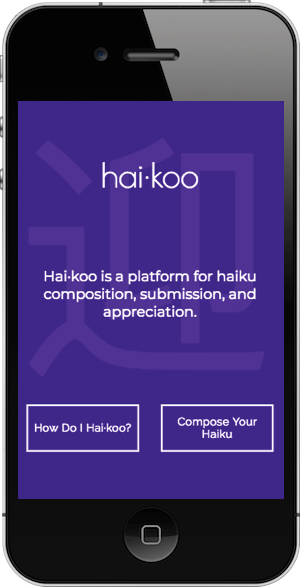 迎
hai·koo
Hai·koo is a platform for haiku
composition, submission, and
appreciation.
How Do I Hai·koo?
Compose Your
Haiku